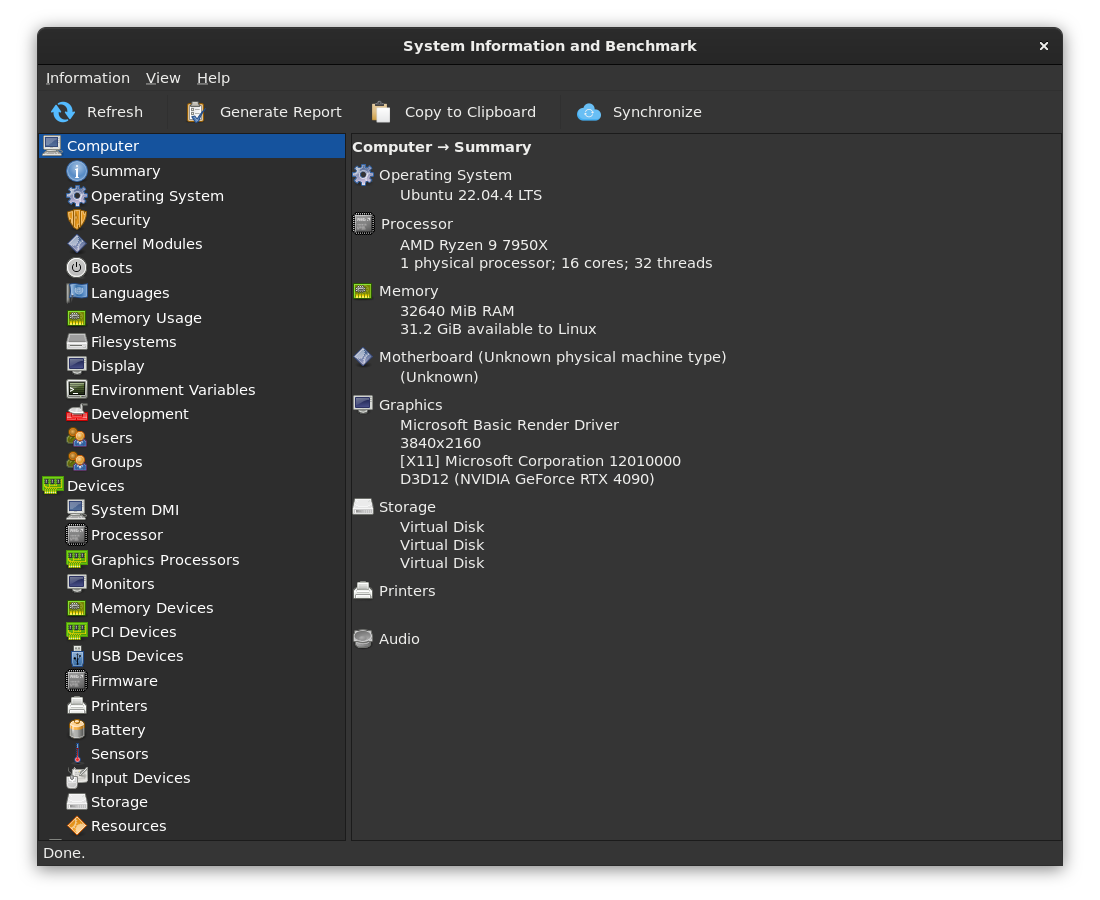 System Information and Benchmark
Information View Help
Refresh Generate Report Copy to Clipboard Synchronize
Computer
Summary
Operating System
Security
Kernel Modules
Boots
Languages
Memory Usage
Filesystems
Display
Environment Variables
Development
Users
Groups
Devices
System DMI
Processor
Graphics Processors
Monitors
Memory Devices
PCI Devices
USB Devices
Firmware
Printers
Battery
Sensors
Input Devices
Storage
Resources
Computer → Summary
Operating System
Ubuntu 22.04.4 LTS
Processor
AMD Ryzen 9 7950X
1 physical processor; 16 cores; 32 threads
Memory
32640 MiB RAM
31.2 GiB available to Linux
Motherboard (Unknown physical machine type)
(Unknown)
Graphics
Microsoft Basic Render Driver
3840x2160
[X11] Microsoft Corporation 12010000
D3D12 (NVIDIA GeForce RTX 4090)
Storage
Virtual Disk
Virtual Disk
Virtual Disk
Printers
Audio
Done.